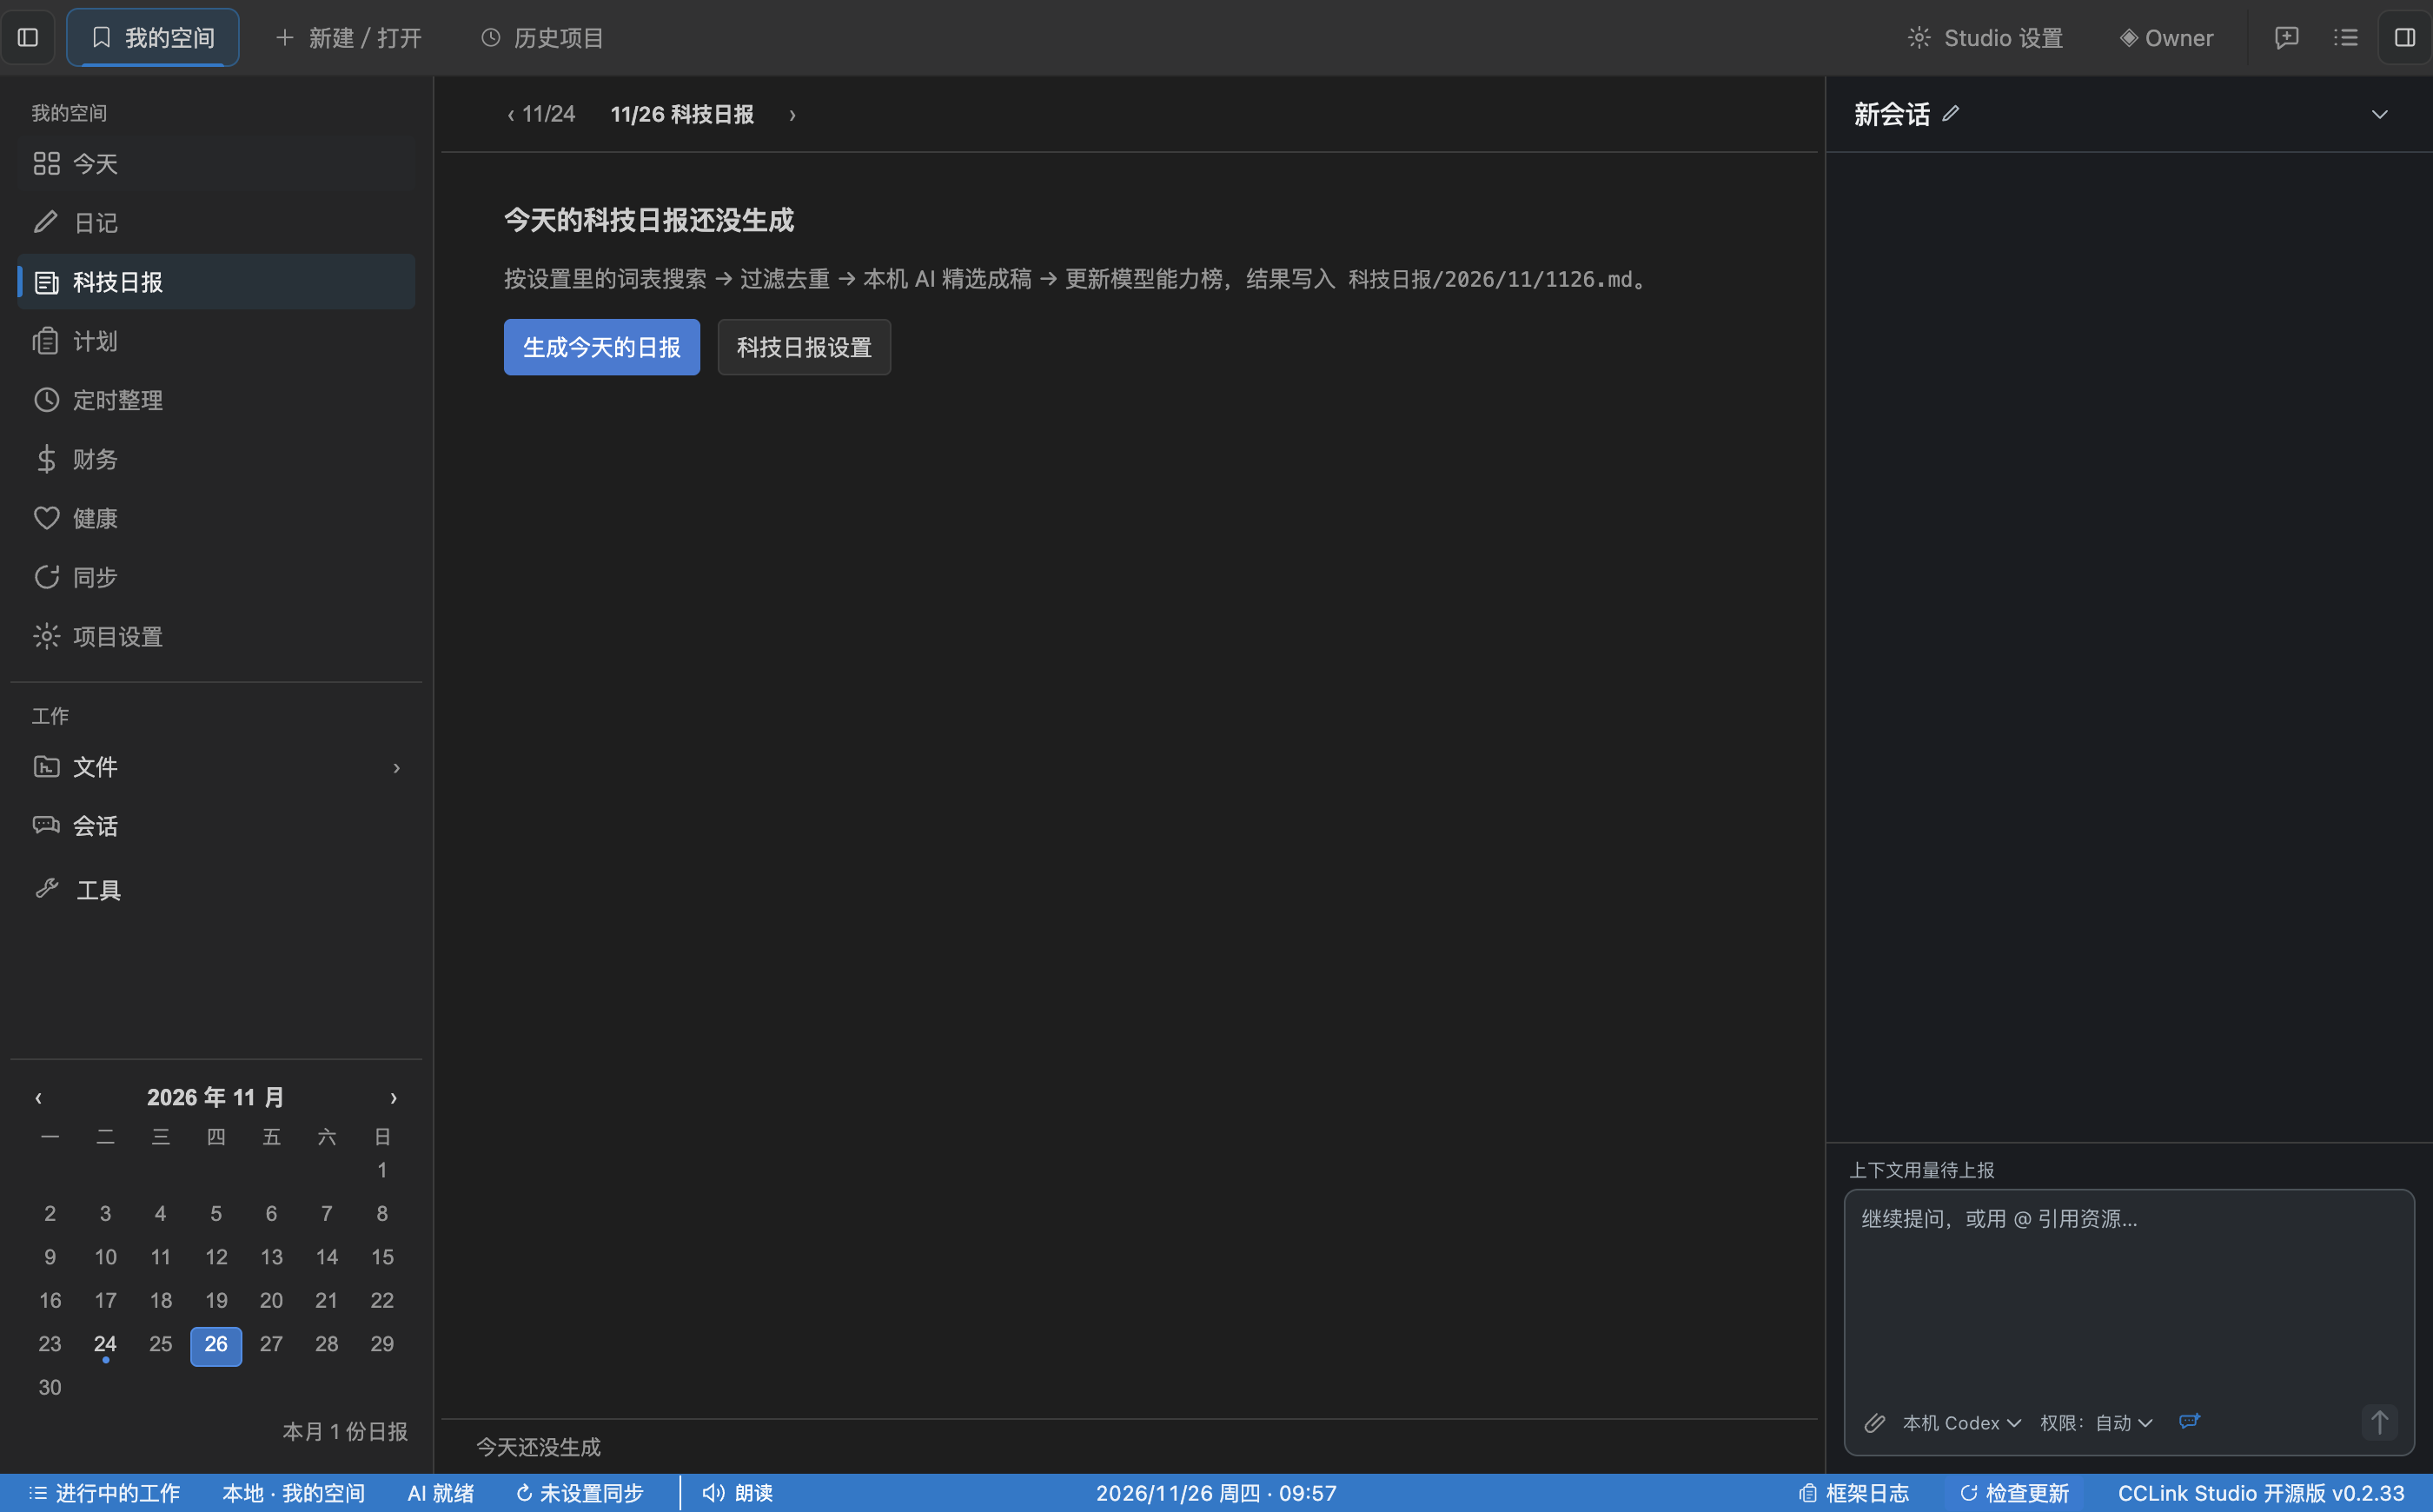 我的空间
新建 / 打开
历史项目
Studio 设置
Owner
我的空间
今天
日记
科技日报
计划
定时整理
财务
健康
同步
项目设置
工作
文件
会话
工具
2026 年 11 月
一 二 三 四 五 六 日
1
2 3 4 5 6 7 8
9 10 11 12 13 14 15
16 17 18 19 20 21 22
23 24 25 26 27 28 29
30
本月 1 份日报
‹ 11/24 11/26 科技日报 ›
今天的科技日报还没生成
按设置里的词表搜索 → 过滤去重 → 本机 AI 精选成稿 → 更新模型能力榜，结果写入 科技日报/2026/11/1126.md。
生成今天的日报 科技日报设置
今天还没生成
新会话
上下文用量待上报
继续提问，或用 @ 引用资源...
本机 Codex 权限：自动
进行中的工作 本地 · 我的空间 AI 就绪 未设置同步 朗读 2026/11/26 周四 · 09:57 框架日志 检查更新 CCLink Studio 开源版 v0.2.33